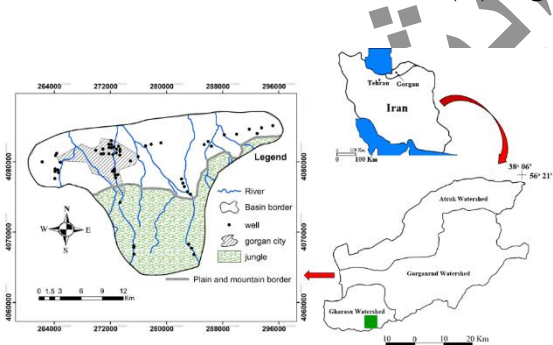 264000 272000 280000 288000 296000
4080000
4070000
4060000
N
W E
S
0 1.5 3 6 9 12
Km
Legend
River
Basin border
well
gorgan city
jungle
Plain and mountain border
264000 272000 280000 288000 296000
Tehran Gorgan
Iran
100 Km
38° 06'
56° 21'
Atrak Watershed
Gorganrud Watershed
Gharasu Watershed
10 0 10 20 Km